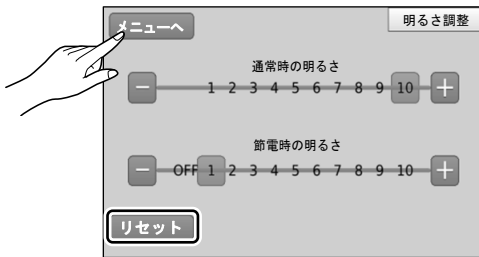 メニューへ
明るさ調整
通常時の明るさ
− 1 2 3 4 5 6 7 8 9 10 +
節電時の明るさ
− OFF 1 2 3 4 5 6 7 8 9 10 +
リセット